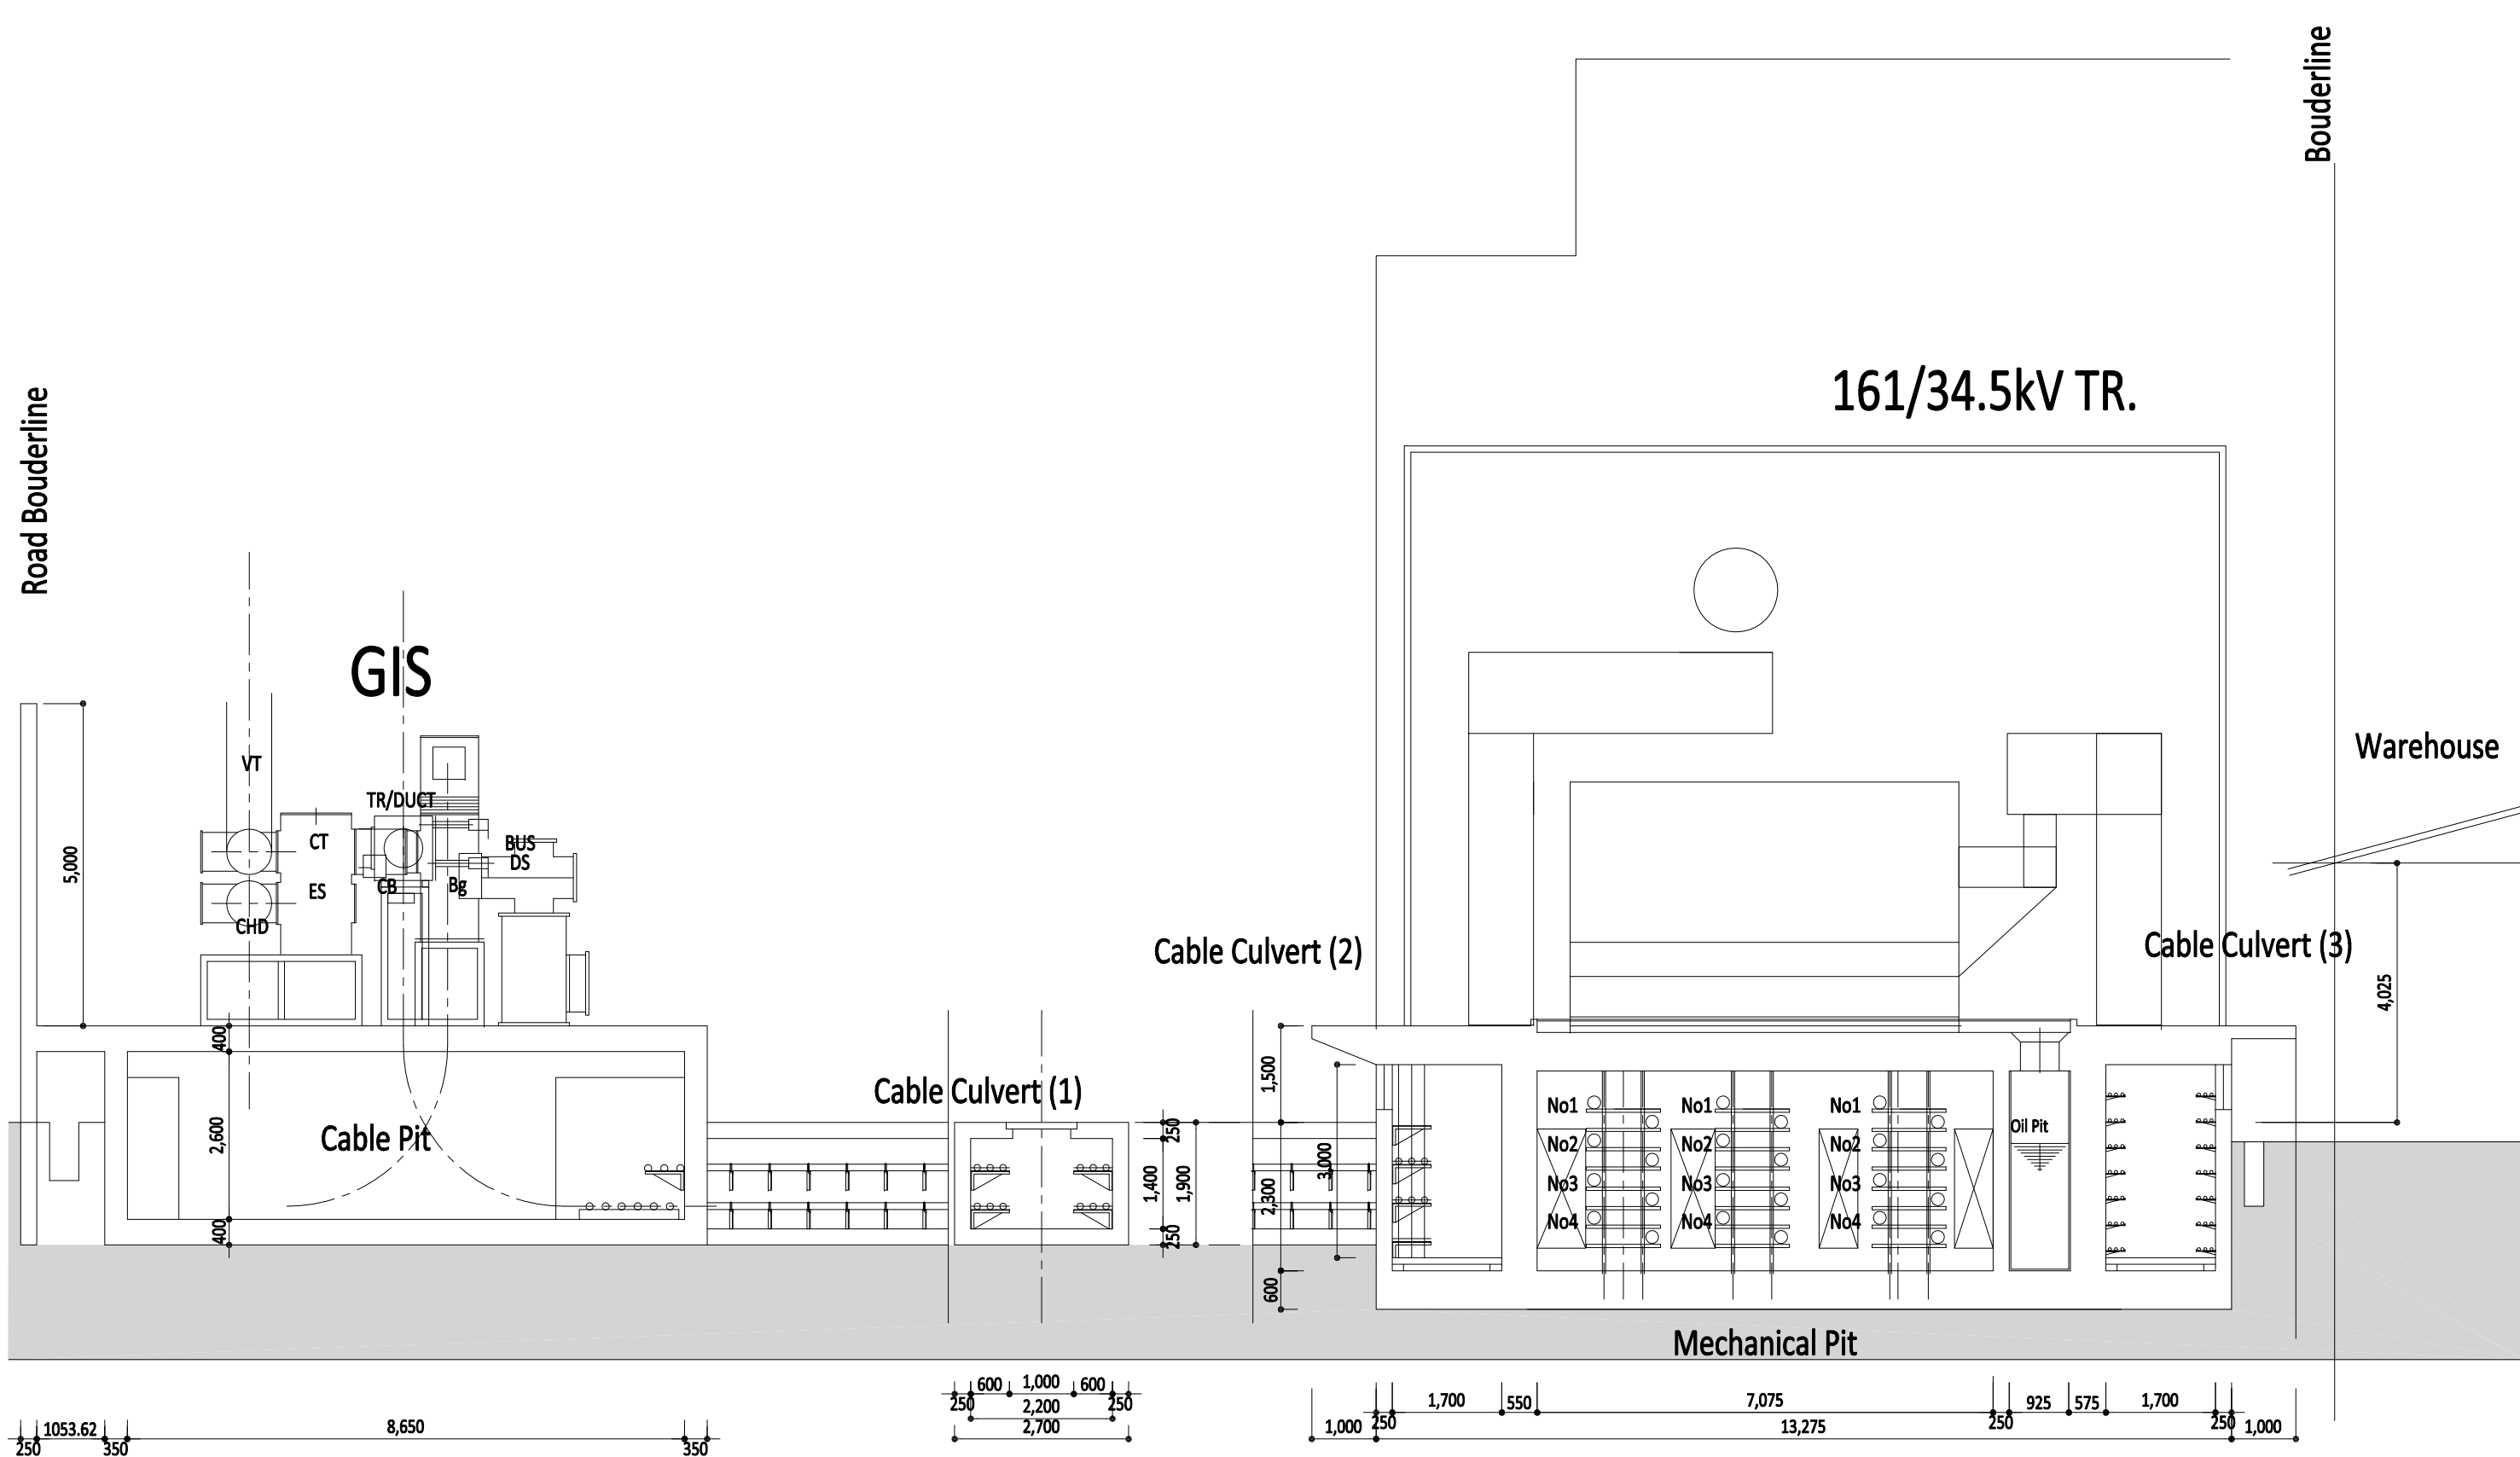 Bouderline
161/34.5kV TR.
Road Bouderline
GIS
Warehouse
VT
TR/DUCT
CT
BUS
DS
5,000
CB
Bg
ES
CHD
Cable Culvert (2)
Cable Culvert (3)
4,025
400
Cable Culvert (1)
1,500
2,600
Cable Pit
250
1,400
1,900
3,000
2,300
No1
No1
No1
Oil Pit
No2
No2
No2
No3
No3
No3
No4
No4
No4
400
250
600
Mechanical Pit
600
1,000
600
250
2,200
250
2,700
1,700
550
7,075
250
925
575
1,700
250
250
1053.62
350
8,650
350
1,000
250
13,275
1,000